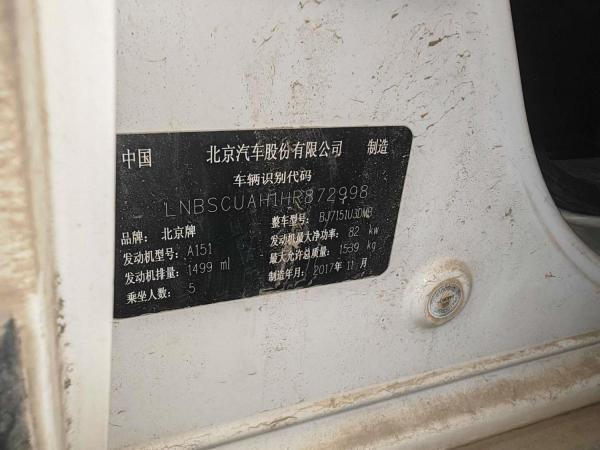 中国 北京汽车股份有限公司 制造
车辆识别代码
LNBSCUAH1HR872998
品牌: 北京牌 整车型号: BJ7151U3DMB
发动机型号: A151 发动机最大净功率: 82 kw
发动机排量: 1499 ml 最大允许总质量: 1539 kg
乘坐人数: 5 制造年月: 2017年 11 月